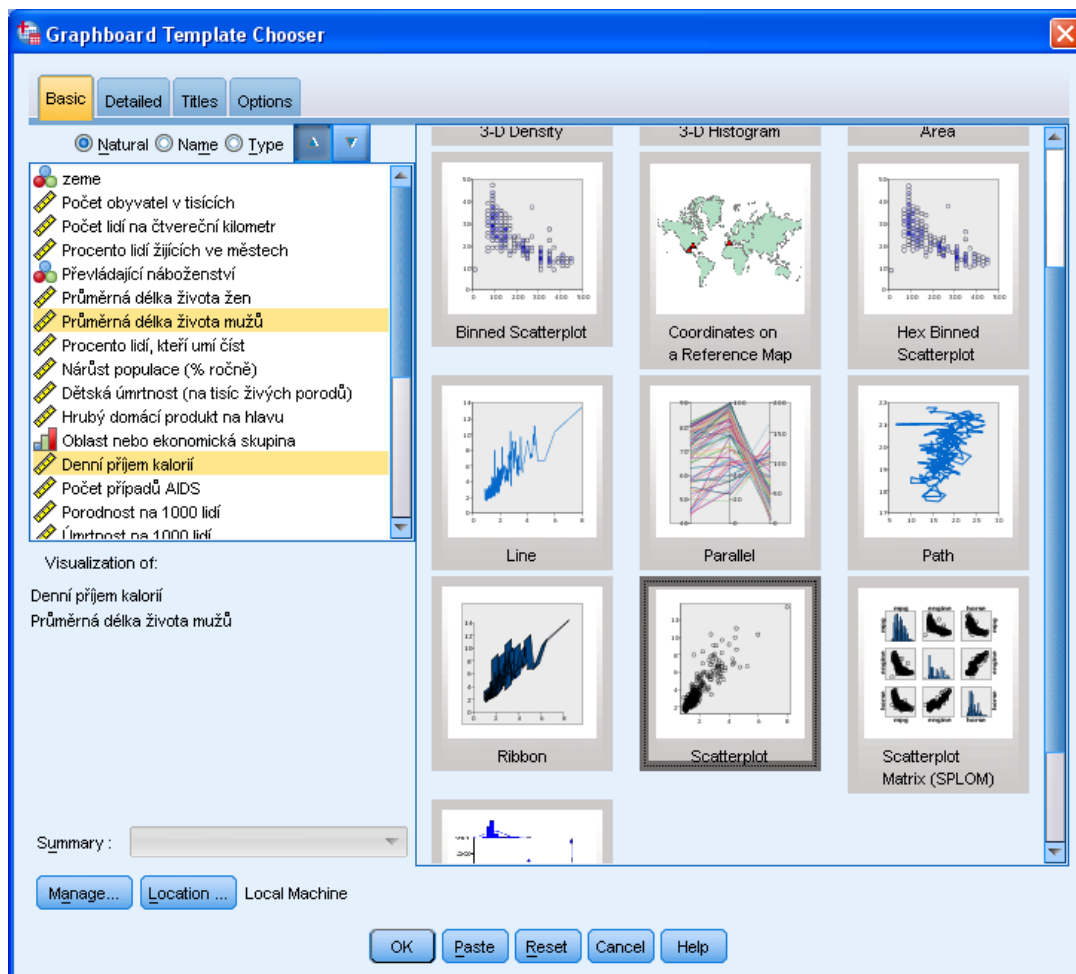 Graphboard Template Chooser
Basic Detailed Titles Options
Natural Name Type
zeme
Počet obyvatel v tisících
Počet lidí na čtvereční kilometr
Procento lidí žijících ve městech
Převládající náboženství
Průměrná délka života žen
Průměrná délka života mužů
Procento lidí, kteří umí číst
Nárůst populace (% ročně)
Dětská úmrtnost (na tisíc živých porodů)
Hrubý domácí produkt na hlavu
Oblast nebo ekonomická skupina
Denní příjem kalorií
Počet případů AIDS
Porodnost na 1000 lidí
Úmrtnost na 1000 lidí
Visualization of:
Denní příjem kalorií
Průměrná délka života mužů
Summary :
Manage... Location ... Local Machine
3-D Density 3-D Histogram Area
Binned Scatterplot
Coordinates on
a Reference Map
Hex Binned
Scatterplot
Line Parallel Path
Ribbon Scatterplot
Scatterplot
Matrix (SPLOM)
OK Paste Reset Cancel Help